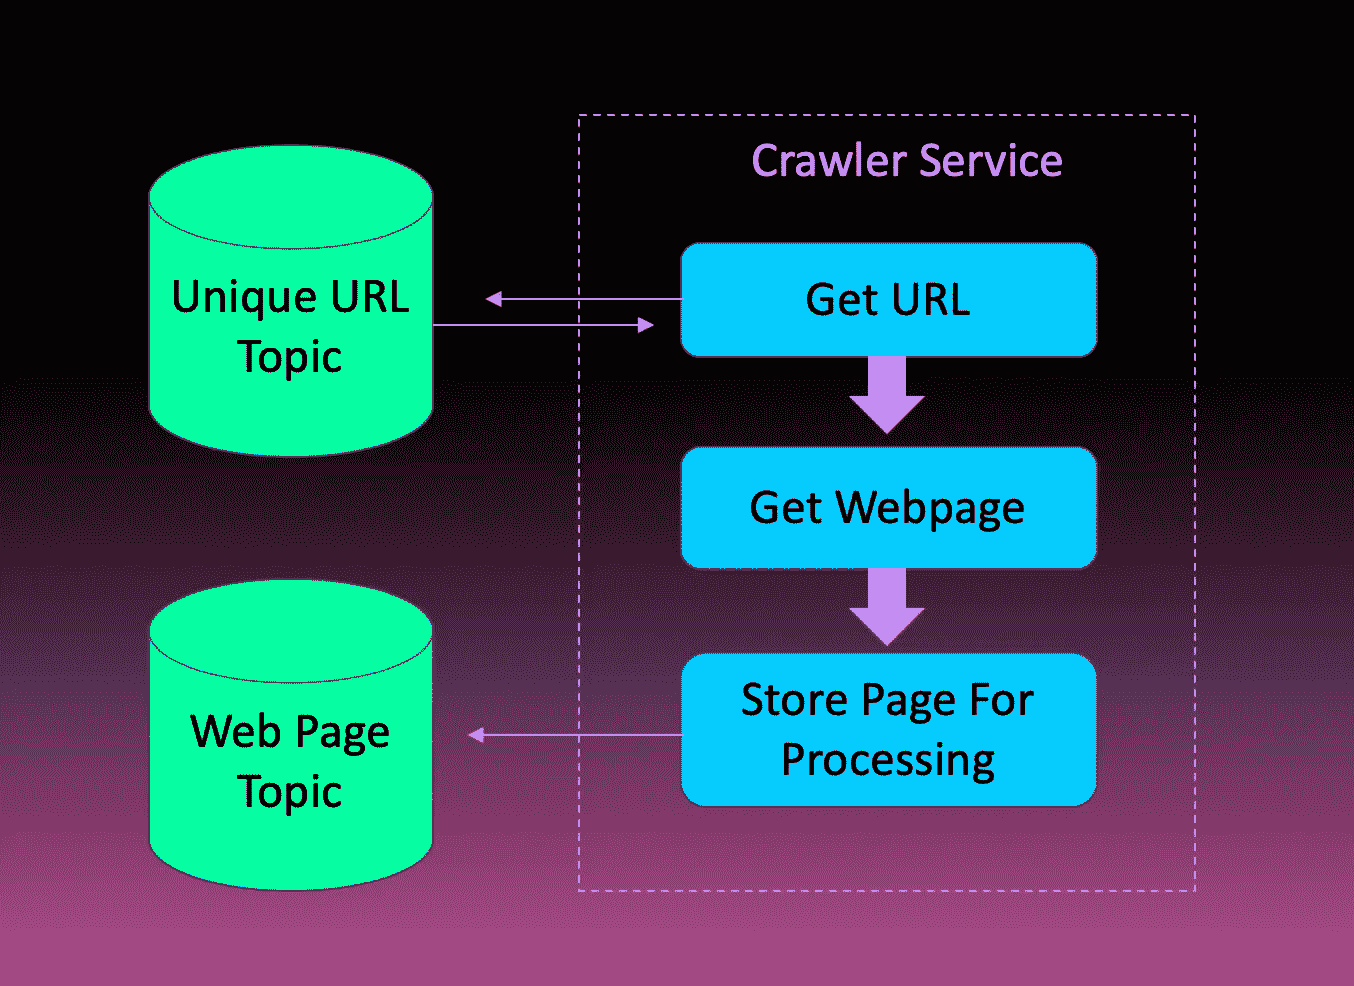 Crawler Service
Unique URL
Topic
Get URL
Get Webpage
Web Page
Topic
Store Page For
Processing